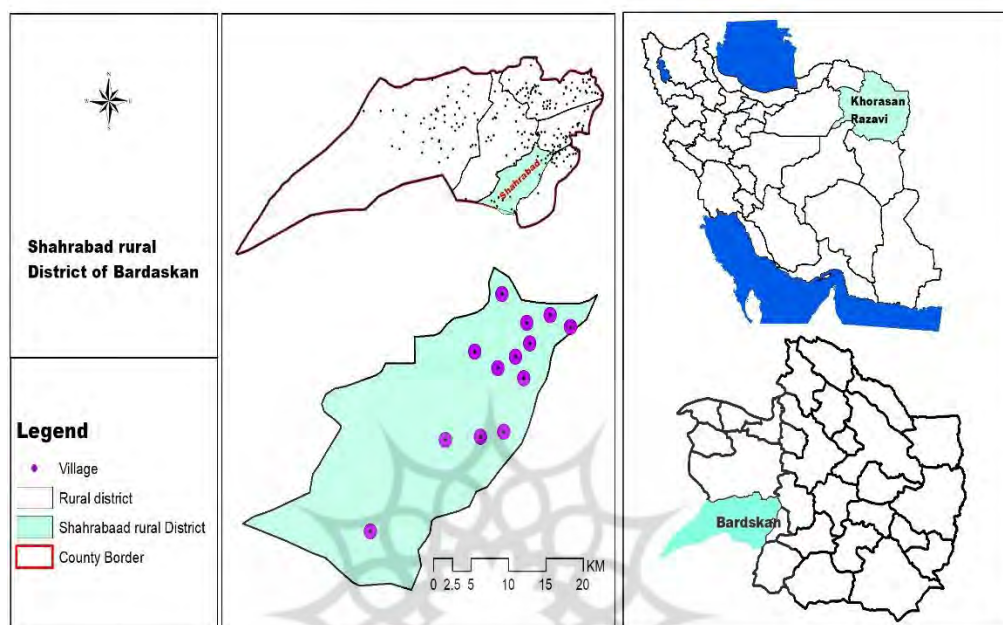 N
Shahrabad rural
District of Bardaskan
Legend
Village
Rural district
Shahrabaad rural District
County Border
Shahrabad
KM
0 2.5 5 10 15 20
Khorasan
Razavi
Bardskan